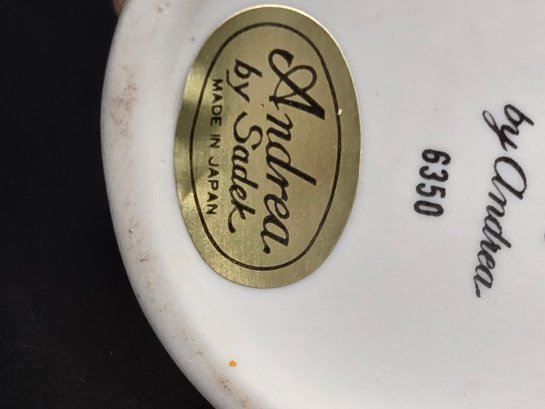 Andrea
by Sadek
MADE IN JAPAN
by Andrea
6350